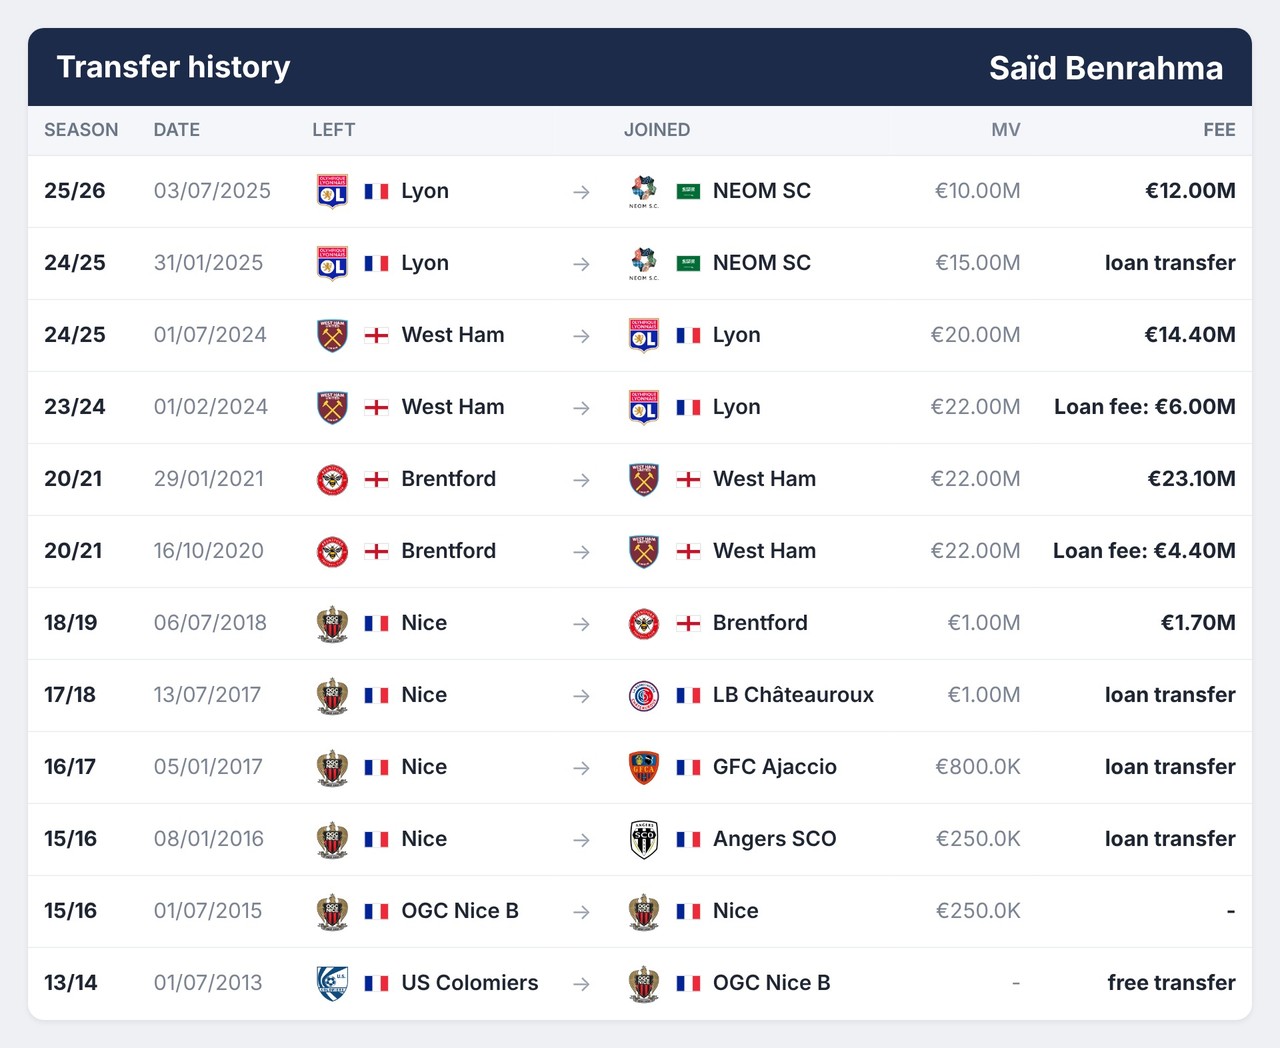 Transfer history Saïd Benrahma
SEASON DATE LEFT JOINED MV FEE
25/26 03/07/2025 Lyon → NEOM SC €10.00M €12.00M
24/25 31/01/2025 Lyon → NEOM SC €15.00M loan transfer
24/25 01/07/2024 West Ham → Lyon €20.00M €14.40M
23/24 01/02/2024 West Ham → Lyon €22.00M Loan fee: €6.00M
20/21 29/01/2021 Brentford → West Ham €22.00M €23.10M
20/21 16/10/2020 Brentford → West Ham €22.00M Loan fee: €4.40M
18/19 06/07/2018 Nice → Brentford €1.00M €1.70M
17/18 13/07/2017 Nice → LB Châteauroux €1.00M loan transfer
16/17 05/01/2017 Nice → GFC Ajaccio €800.0K loan transfer
15/16 08/01/2016 Nice → Angers SCO €250.0K loan transfer
15/16 01/07/2015 OGC Nice B → Nice €250.0K -
13/14 01/07/2013 US Colomiers → OGC Nice B - free transfer